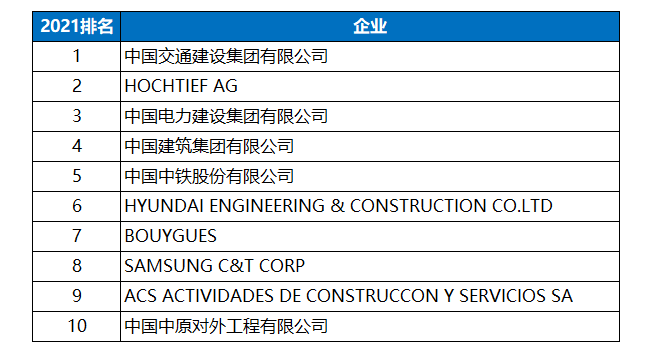 2021排名 企业
1 中国交通建设集团有限公司
2 HOCHTIEF AG
3 中国电力建设集团有限公司
4 中国建筑集团有限公司
5 中国中铁股份有限公司
6 HYUNDAI ENGINEERING & CONSTRUCTION CO.LTD
7 BOUYGUES
8 SAMSUNG C&T CORP
9 ACS ACTIVIDADES DE CONSTRUCCON Y SERVICIOS SA
10 中国中原对外工程有限公司